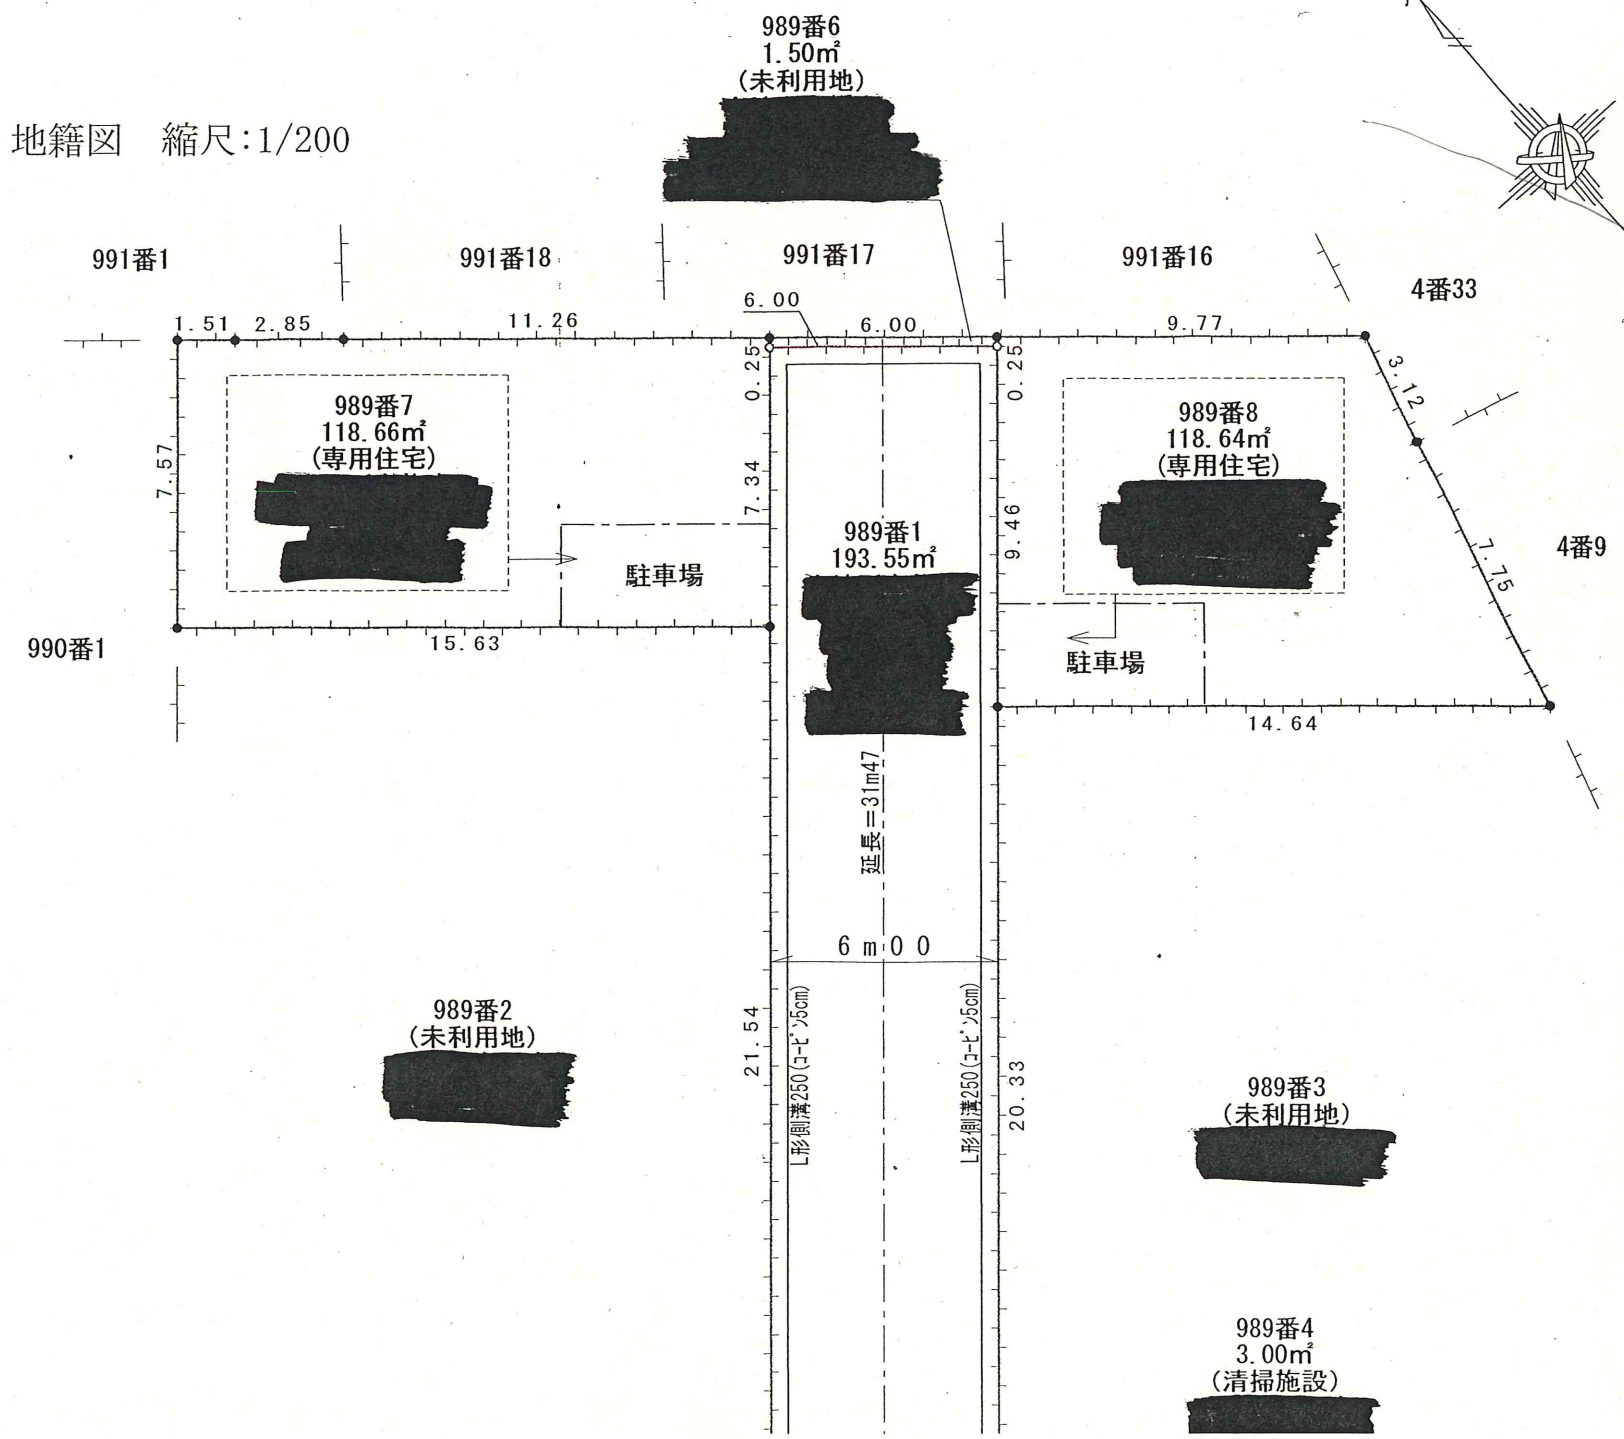 989番6
1.50㎡
(未利用地)
地籍図 縮尺:1/200
991番1
991番18
991番17
991番16
4番33
6.00
1.51
2.85
11.26
6.00
9.77
0.25
0.25
3.12
989番7
118.66㎡
(専用住宅)
989番8
118.64㎡
(専用住宅)
7.57
7.34
989番1
193.55㎡
9.46
7.75
4番9
駐車場
990番1
15.63
駐車場
14.64
延長=31m47
6m00
989番2
(未利用地)
21.54
L形側溝250(コーピン5cm)
L形側溝250(コーピン5cm)
20.33
989番3
(未利用地)
989番4
3.00㎡
(清掃施設)